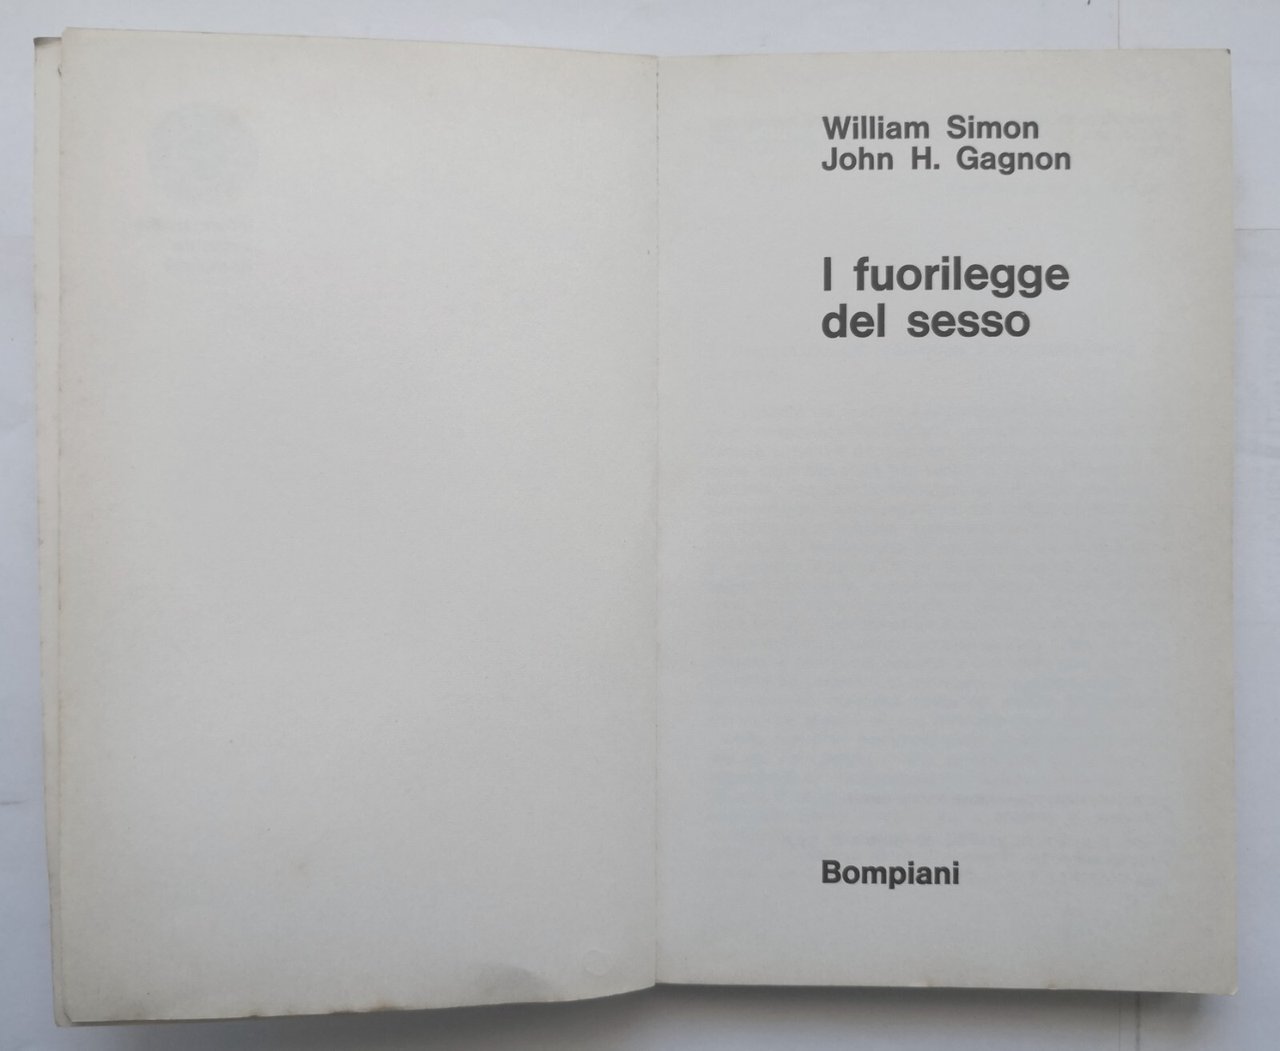 William Simon
John H. Gagnon
I fuorilegge
del sesso
Bompiani